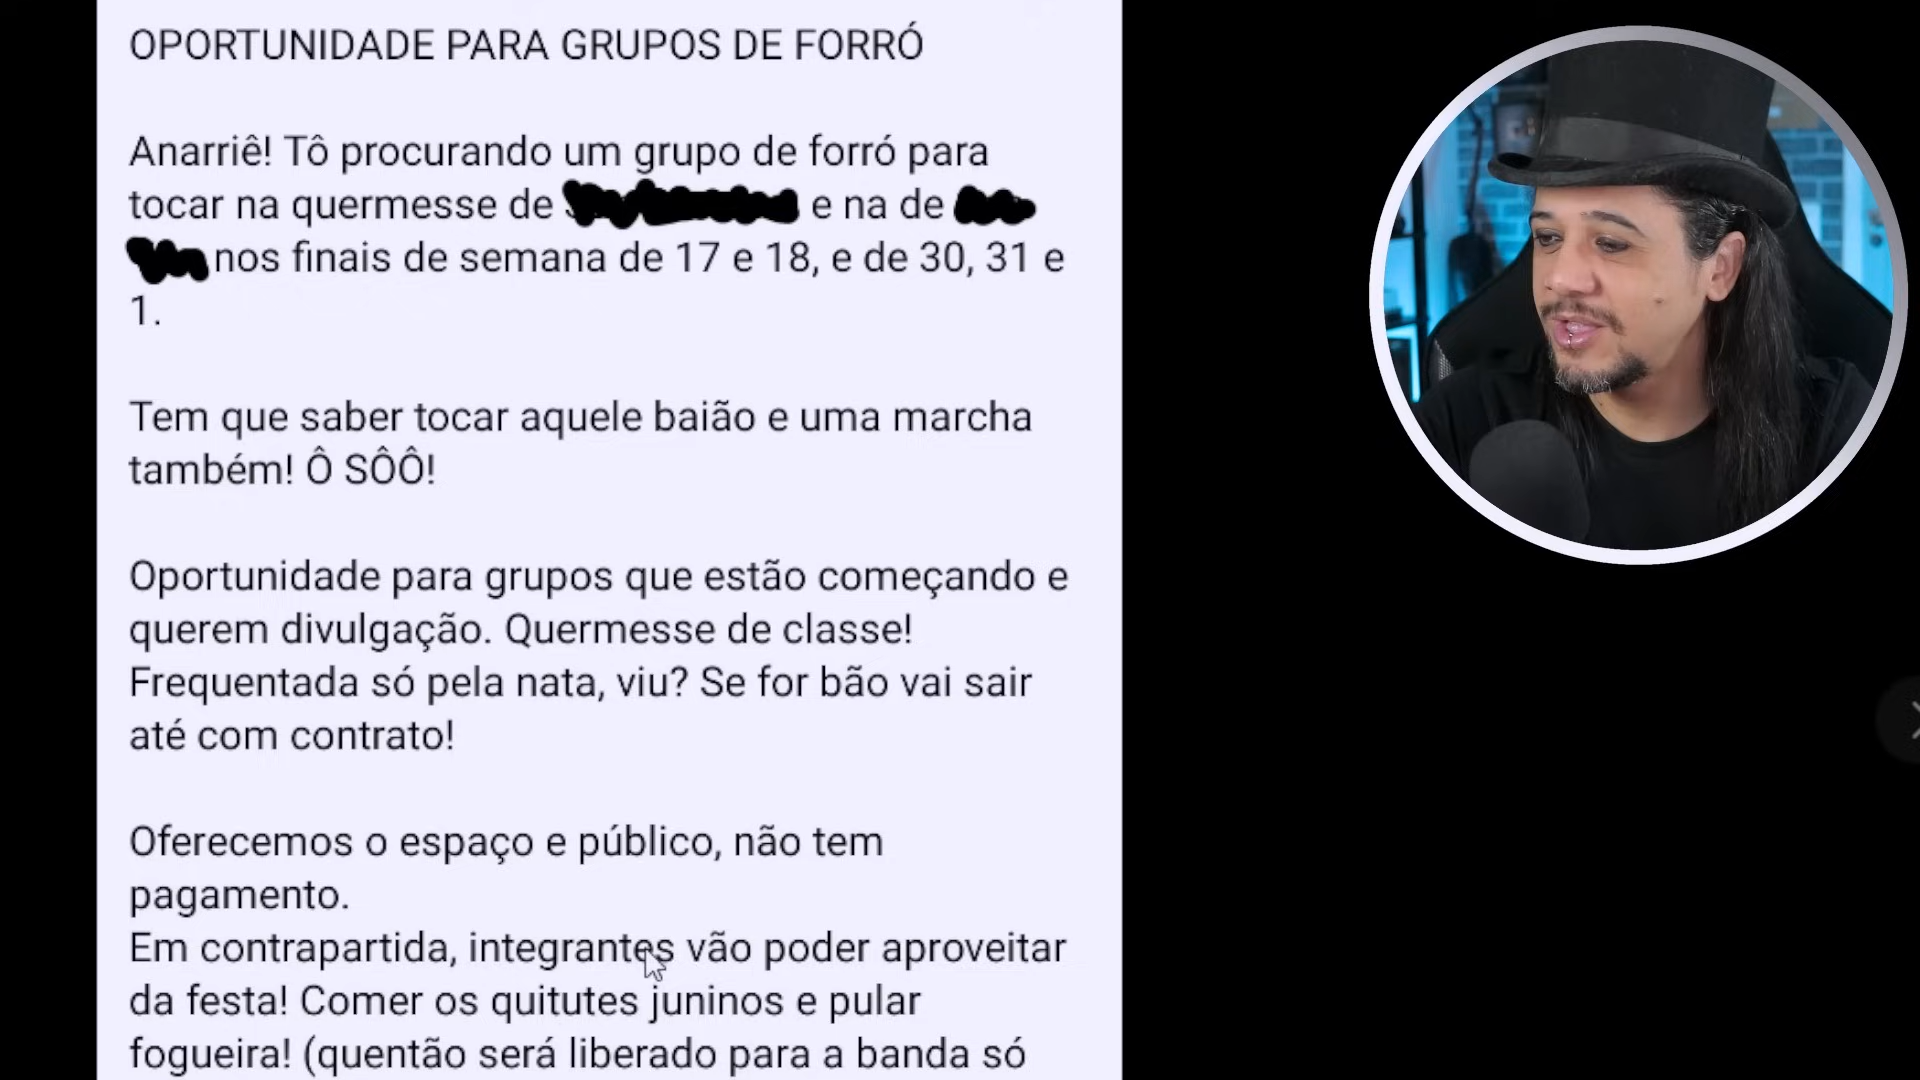 OPORTUNIDADE PARA GRUPOS DE FORRÓ
Anarriê! Tô procurando um grupo de forró para
tocar na quermesse de e na de
nos finais de semana de 17 e 18, e de 30, 31 e
1.
Tem que saber tocar aquele baião e uma marcha
também! Ô SÔÔ!
Oportunidade para grupos que estão começando e
querem divulgação. Quermesse de classe!
Frequentada só pela nata, viu? Se for bão vai sair
até com contrato!
Oferecemos o espaço e público, não tem
pagamento.
Em contrapartida, integrantes vão poder aproveitar
da festa! Comer os quitutes juninos e pular
fogueira! (quentão será liberado para a banda só